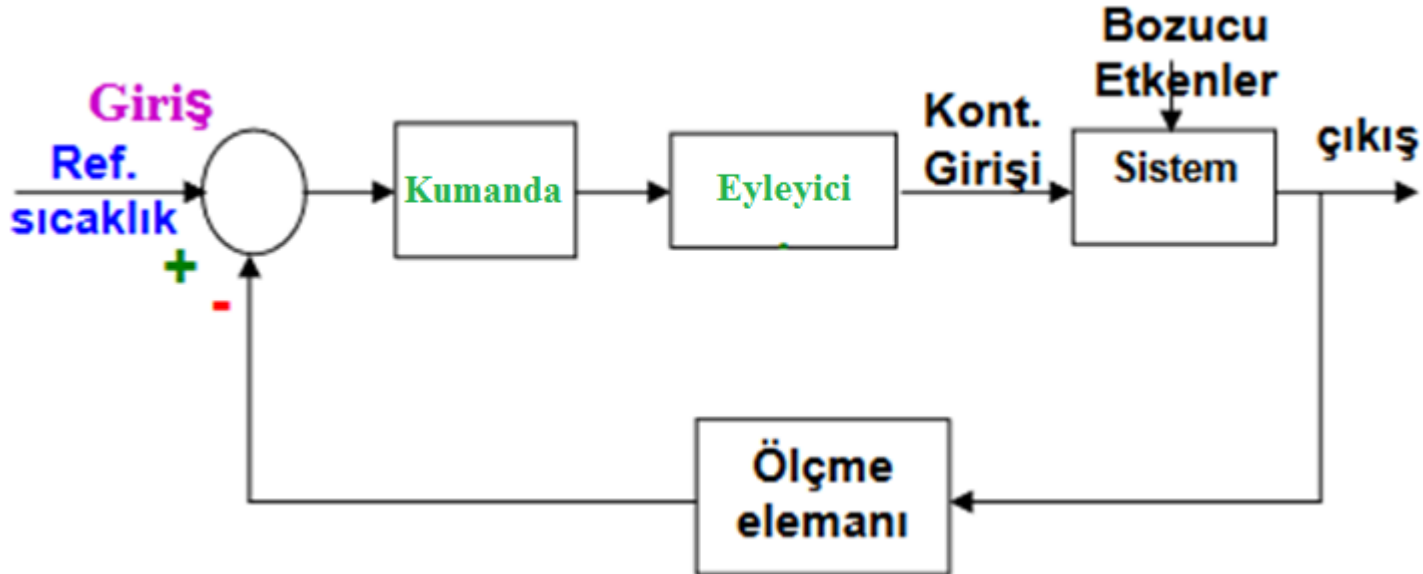 Giriş
Ref.
sıcaklık
+
-
Kumanda
Eyleyici
Kont.
Girişi
Bozucu
Etkenler
Sistem
çıkış
Ölçme
elemanı